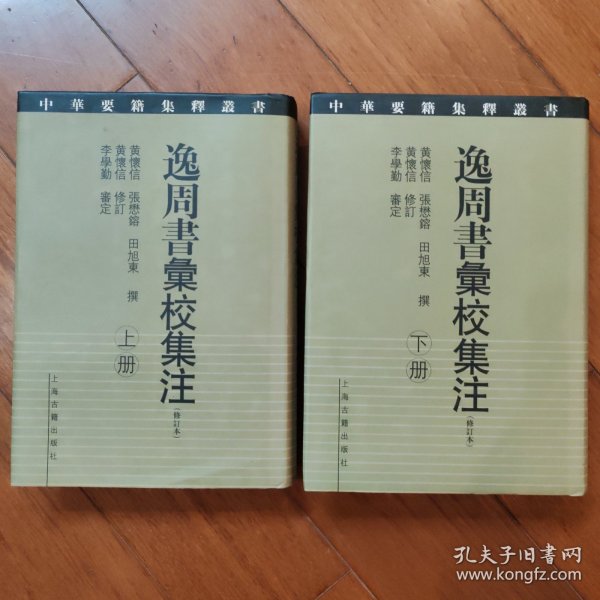 中華要籍集釋叢書
逸周書彙校集注
(修訂本)
黄懷信 張懋鎔 田旭東 撰
黄懷信 修訂
李學勤 審定
上册
上海古籍出版社
中華要籍集釋叢書
逸周書彙校集注
(修訂本)
黄懷信 張懋鎔 田旭東 撰
黄懷信 修訂
李學勤 審定
下册
上海古籍出版社
孔夫子旧书网
www.kongfz.com